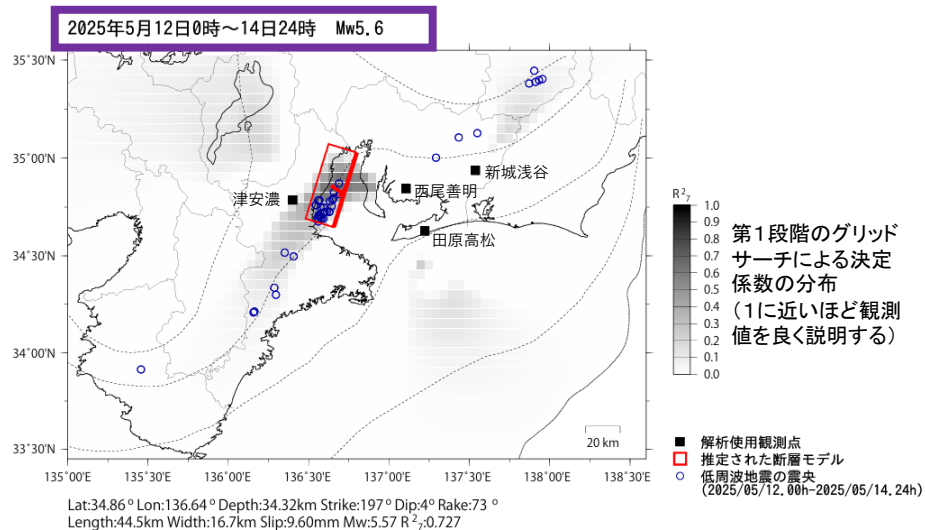 2025年5月12日0時～14日24時　Mw5.6
35˚30'N
35˚00'N
34˚30'N
34˚00'N
33˚30'N
新城浅谷
西尾善明
津安濃
田原高松
20 km
135˚00'E
135˚30'E
136˚00'E
136˚30'E
137˚00'E
137˚30'E
138˚00'E
138˚30'E
R²₇
1.0
0.9
0.8
0.7
0.6
0.5
0.4
0.3
0.2
0.1
0.0
第１段階のグリッド
サーチによる決定
係数の分布
（1に近いほど観測
値を良く説明する）
解析使用観測点
推定された断層モデル
低周波地震の震央
(2025/05/12.00h-2025/05/14.24h)
Lat:34.86 º Lon:136.64 º Depth:34.32km Strike:197 º Dip:4º Rake:73 º
Length:44.5km Width:16.7km Slip:9.60mm Mw:5.57 R²₇:0.727